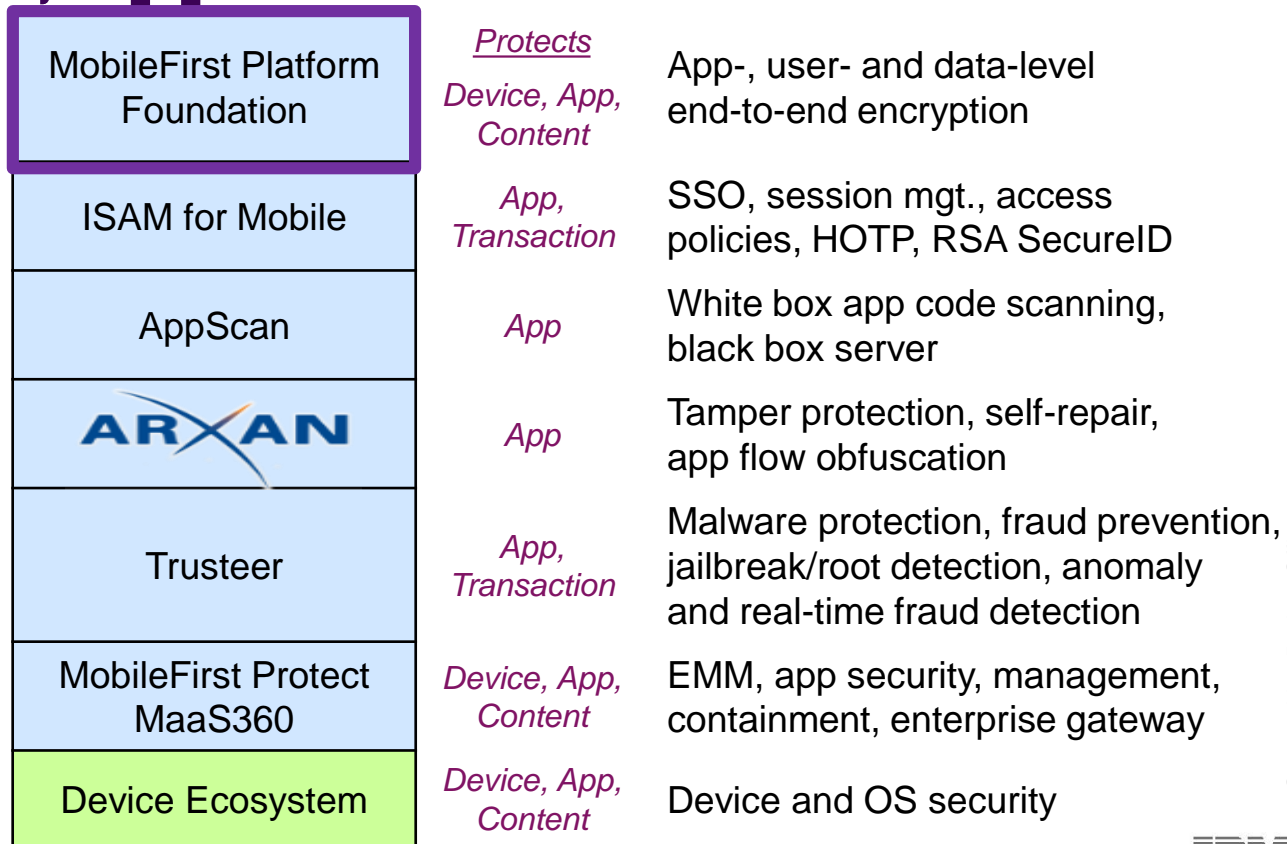 Protects
MobileFirst Platform
Foundation
Device, App,
Content
App-, user- and data-level
end-to-end encryption
ISAM for Mobile
App,
Transaction
SSO, session mgt., access
policies, HOTP, RSA SecureID
AppScan
App
White box app code scanning,
black box server
ARXAN
App
Tamper protection, self-repair,
app flow obfuscation
Trusteer
App,
Transaction
Malware protection, fraud prevention,
jailbreak/root detection, anomaly
and real-time fraud detection
MobileFirst Protect
MaaS360
Device, App,
Content
EMM, app security, management,
containment, enterprise gateway
Device Ecosystem
Device, App,
Content
Device and OS security